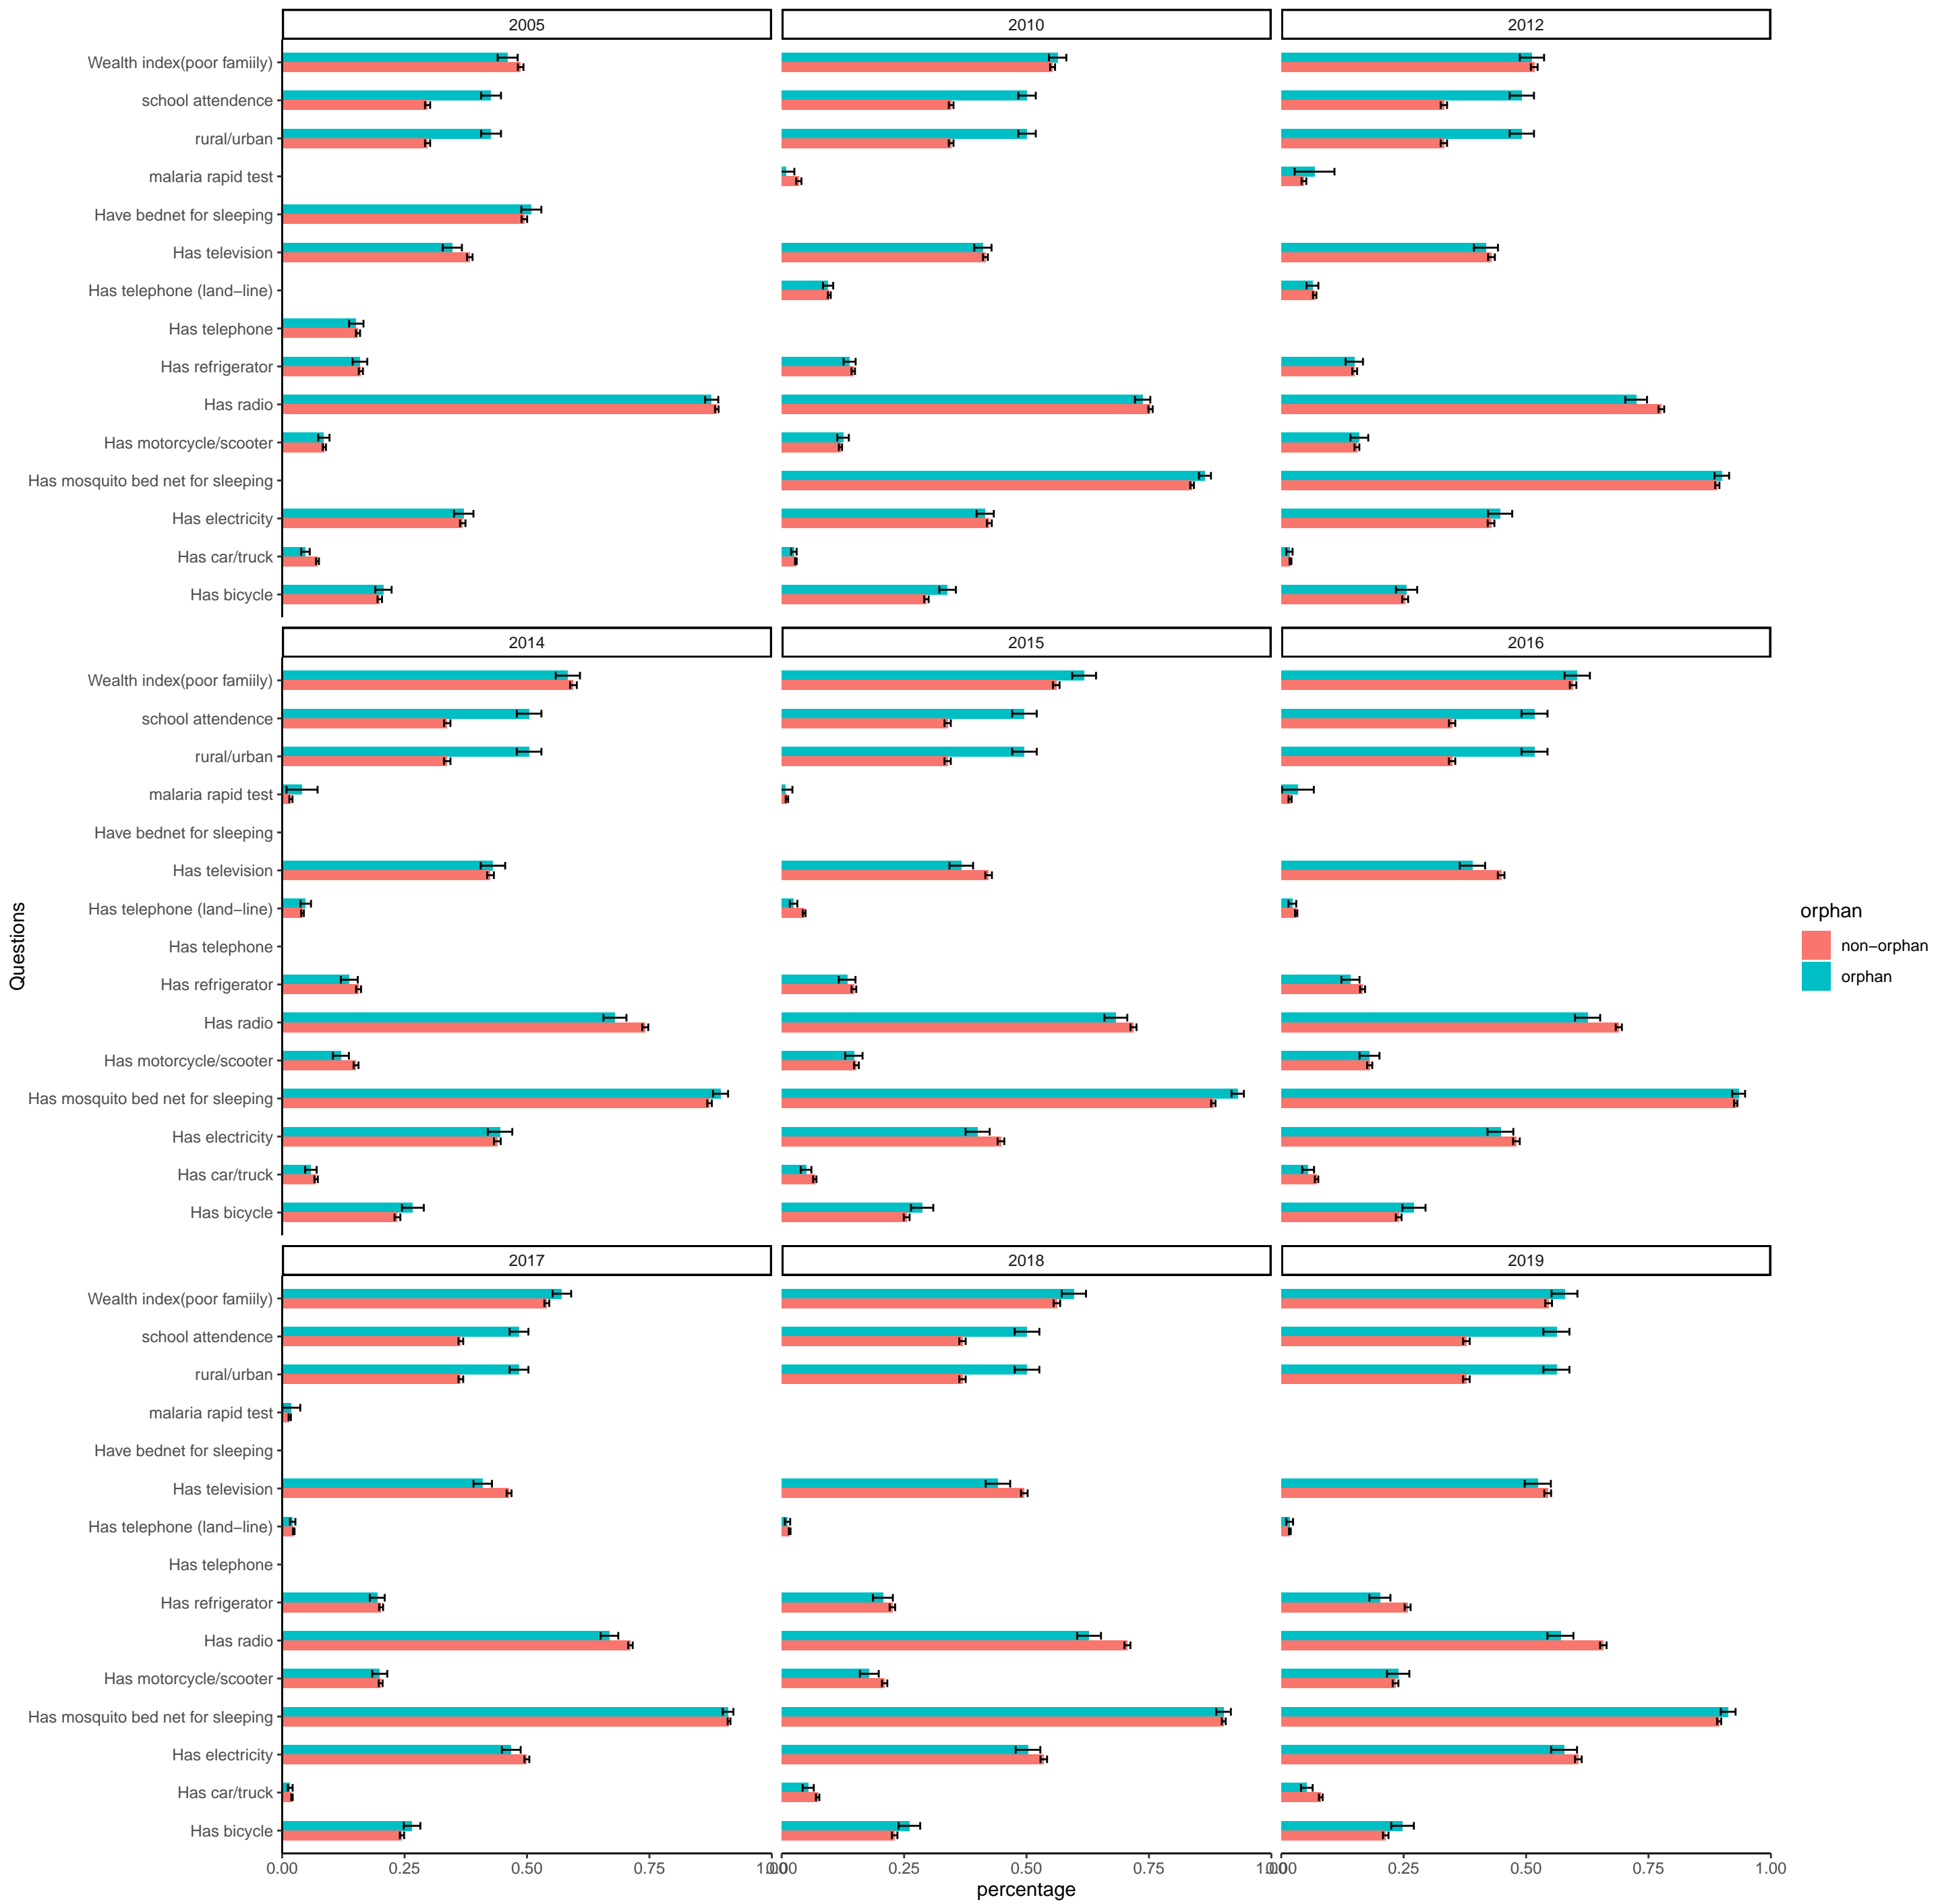 2005
2010
2012
Wealth index(poor famiily)
school attendence
rural/urban
malaria rapid test
Have bednet for sleeping
Has television
Has telephone (land−line)
Has telephone
Has refrigerator
Has radio
Has motorcycle/scooter
Has mosquito bed net for sleeping
Has electricity
Has car/truck
Has bicycle
2014
2015
2016
Wealth index(poor famiily)
school attendence
rural/urban
malaria rapid test
Have bednet for sleeping
Has television
Has telephone (land−line)
Has telephone
Has refrigerator
Has radio
Has motorcycle/scooter
Has mosquito bed net for sleeping
Has electricity
Has car/truck
Has bicycle
2017
2018
2019
Wealth index(poor famiily)
school attendence
rural/urban
malaria rapid test
Have bednet for sleeping
Has television
Has telephone (land−line)
Has telephone
Has refrigerator
Has radio
Has motorcycle/scooter
Has mosquito bed net for sleeping
Has electricity
Has car/truck
Has bicycle
0.00 0.25 0.50 0.75 1.00
0.00 0.25 0.50 0.75 1.00
0.00 0.25 0.50 0.75 1.00
percentage
Questions
orphan
non−orphan
orphan